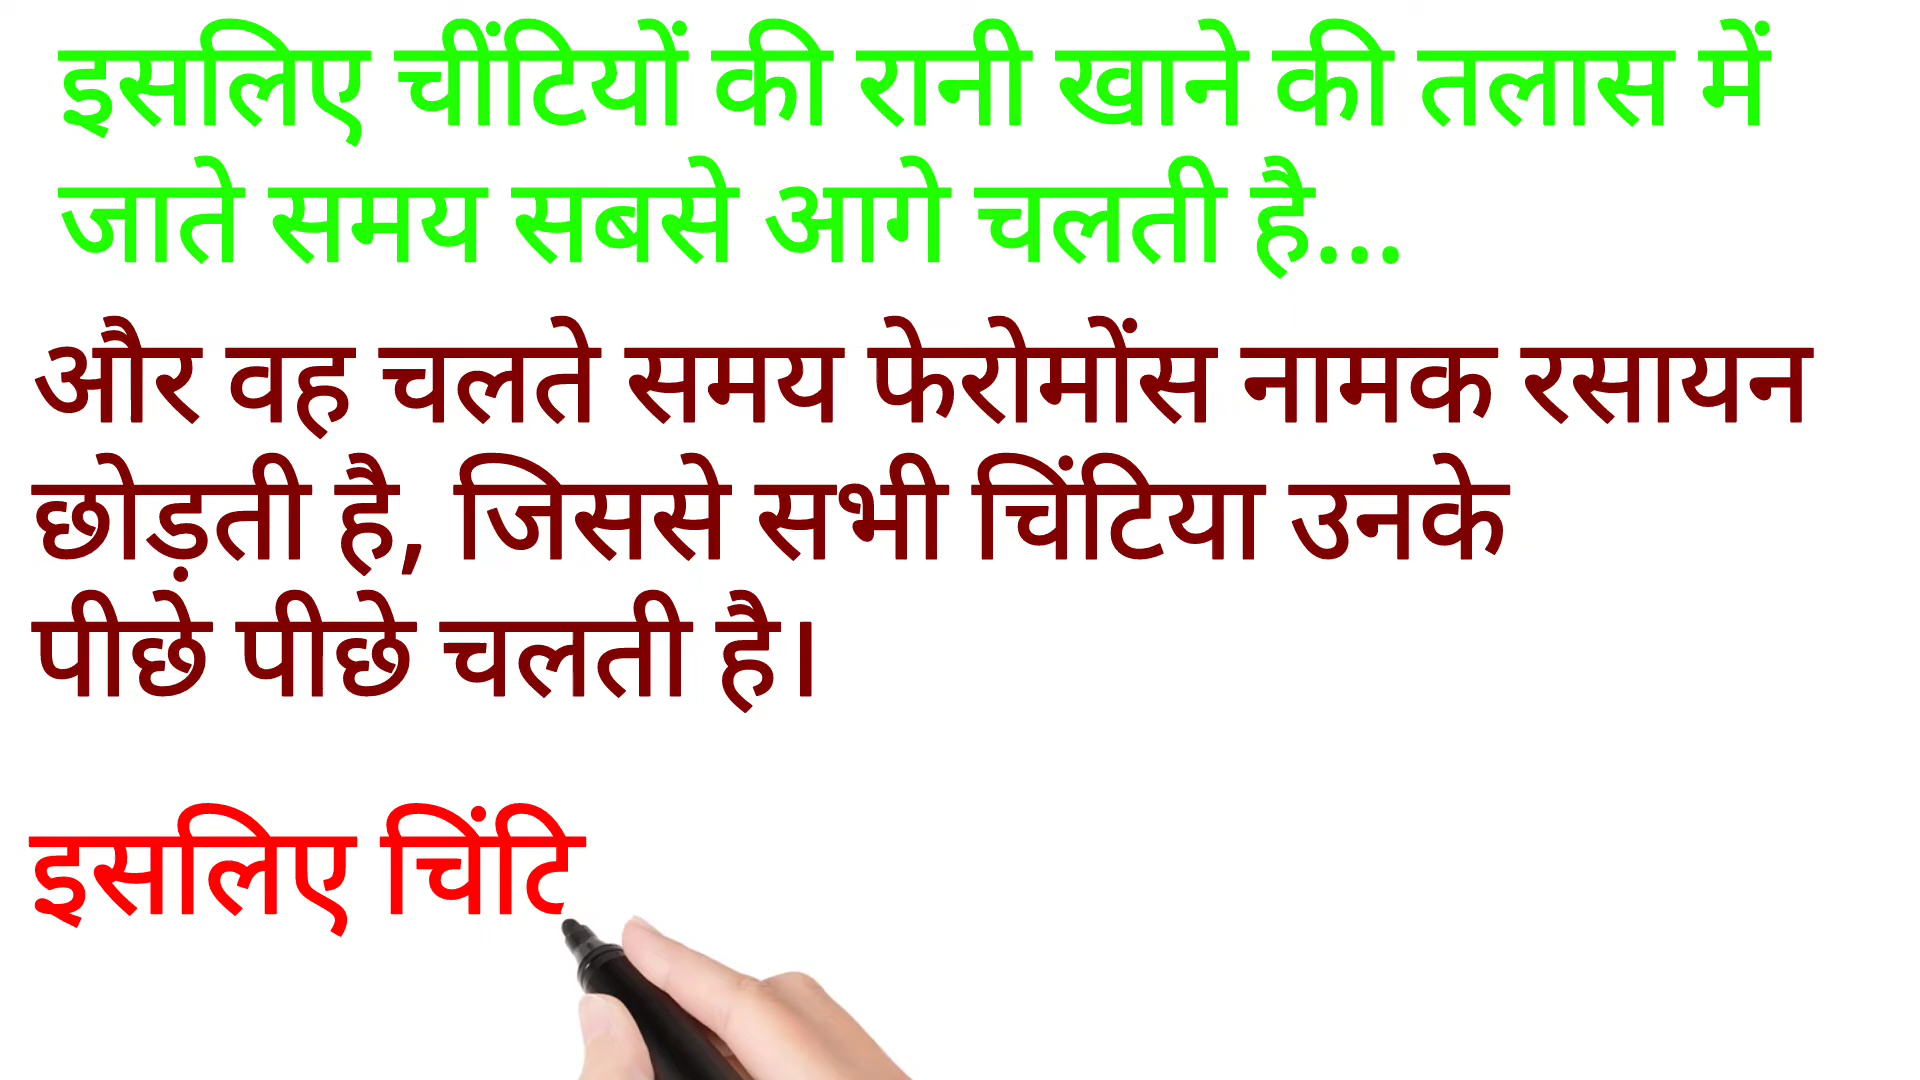 इसलिए चींटियों की रानी खाने की तलास में
जाते समय सबसे आगे चलती है...
और वह चलते समय फेरोमोंस नामक रसायन
छोड़ती है, जिससे सभी चिंटिया उनके
पीछे पीछे चलती है।
इसलिए चिंटि